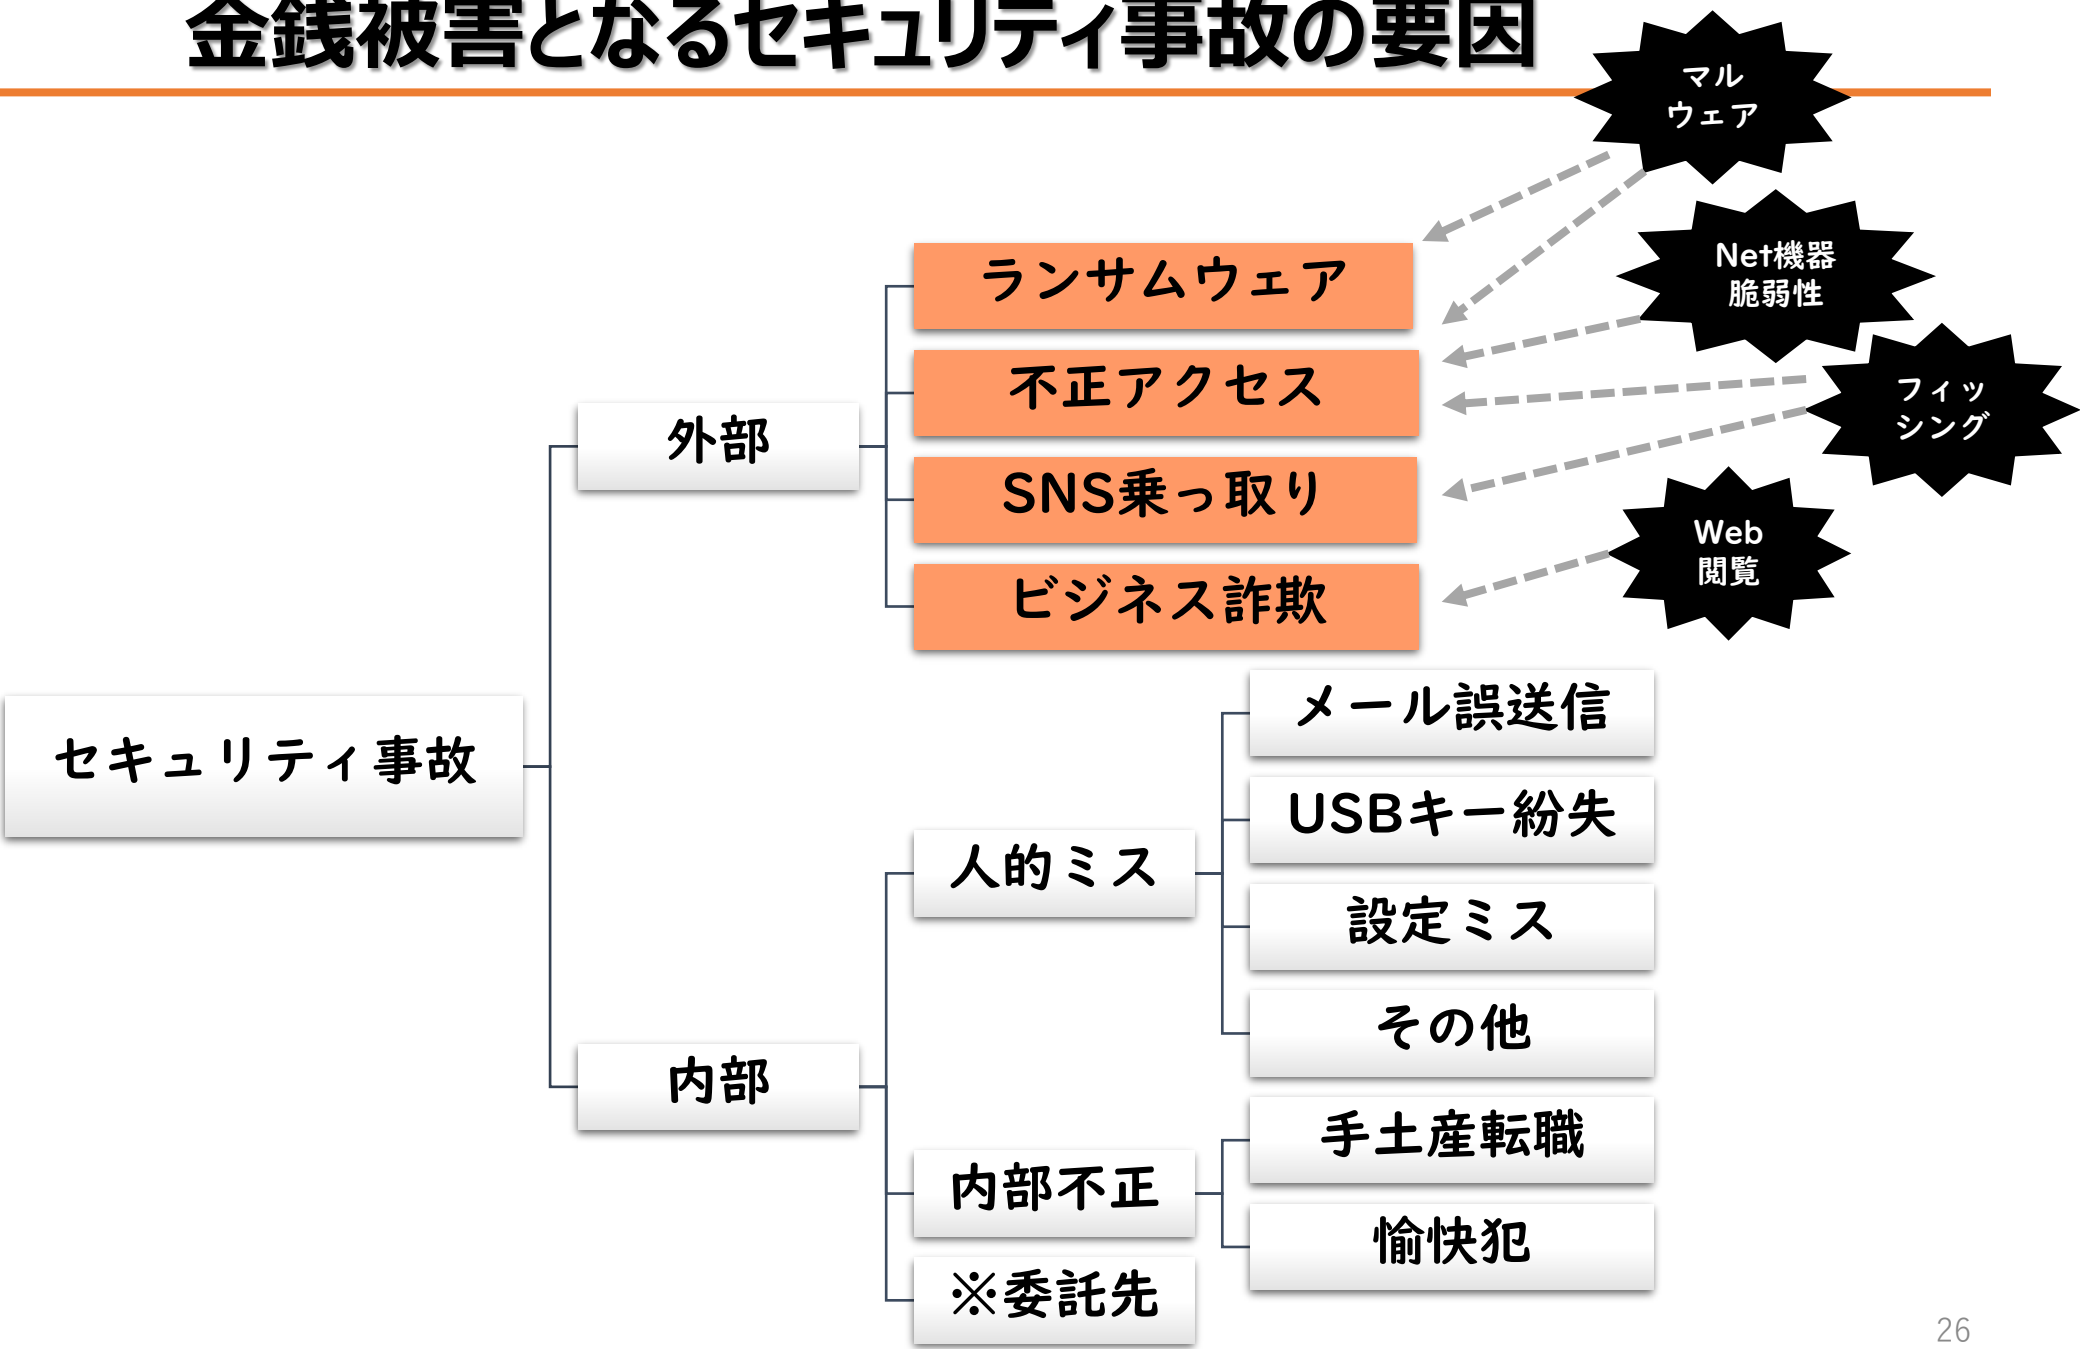 金銭被害となるセキュリティ事故の要因
マル
ウェア
Net機器
脆弱性
フィッ
シング
Web
閲覧
ランサムウェア
不正アクセス
SNS乗っ取り
ビジネス詐欺
外部
セキュリティ事故
内部
人的ミス
メール誤送信
USBキー紛失
設定ミス
その他
内部不正
手土産転職
愉快犯
※委託先
26